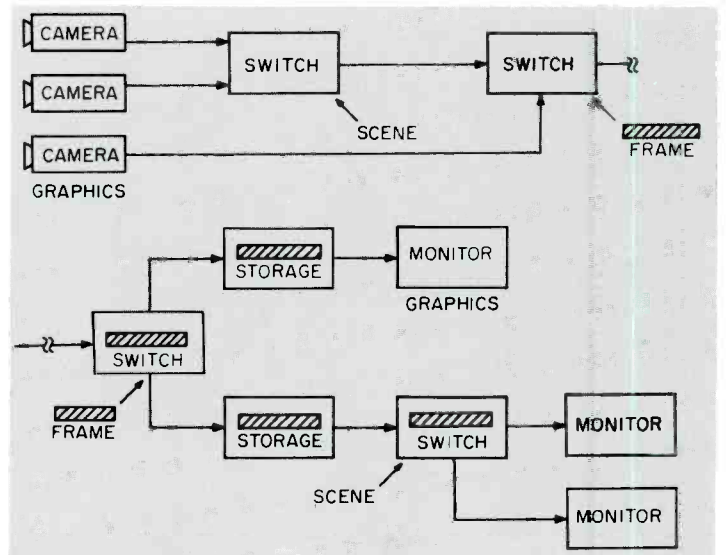 CAMERA
CAMERA
CAMERA
GRAPHICS
SWITCH
SCENE
SWITCH
FRAME
STORAGE
MONITOR
GRAPHICS
SWITCH
FRAME
STORAGE
SWITCH
SCENE
MONITOR
MONITOR